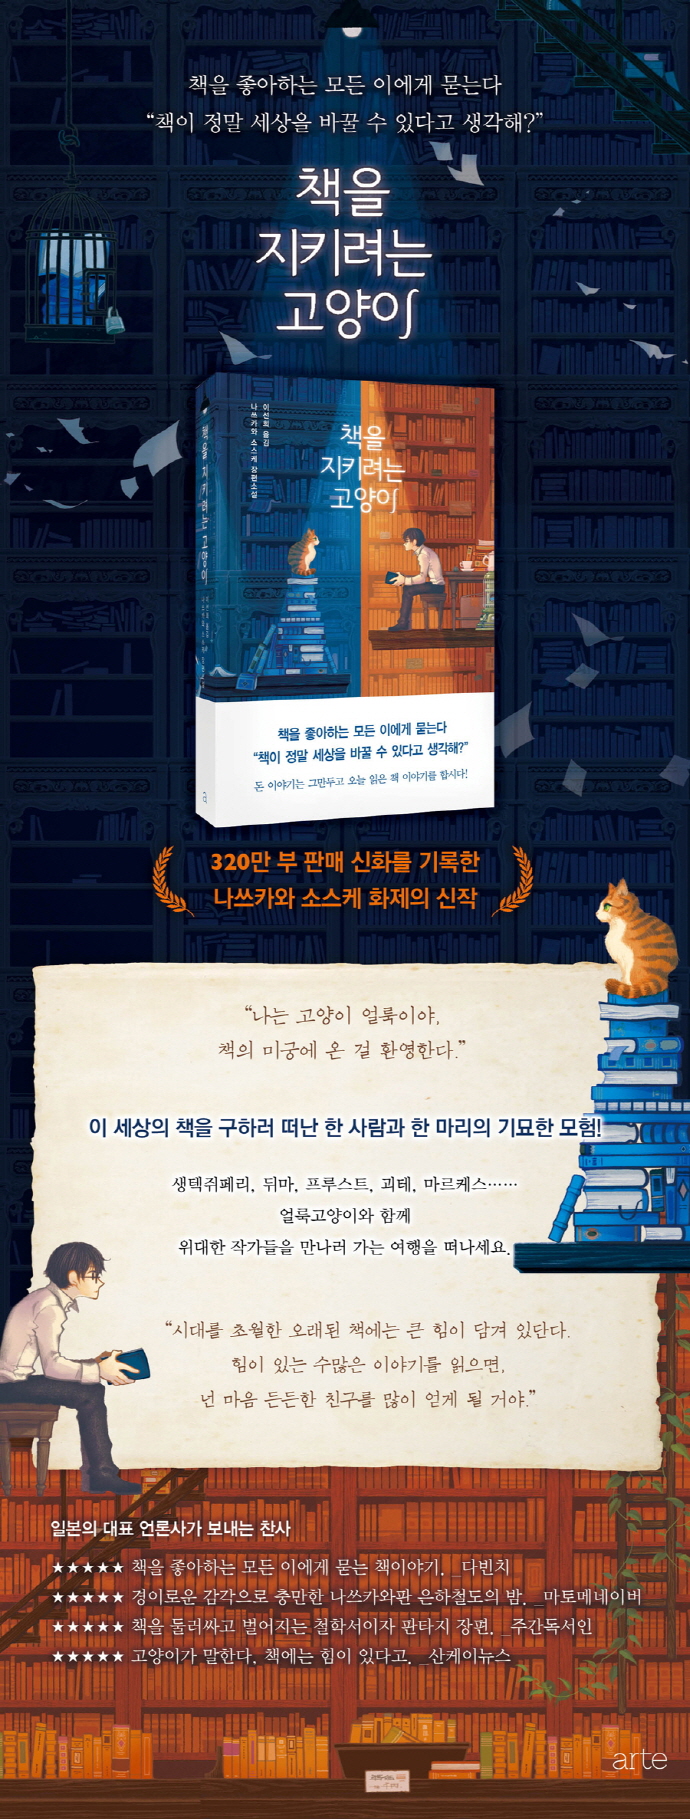 책을 좋아하는 모든 이에게 묻는다
“책이 정말 세상을 바꿀 수 있다고 생각해?”
책을
지키려는
고양이
이선희 옮김
나쓰카와 소스케 장편소설
책을 지키려는 고양이
책을
지키려는
고양이
책을 좋아하는 모든 이에게 묻는다
“책이 정말 세상을 바꿀 수 있다고 생각해?”
돈 이야기는 그만두고 오늘 읽은 책 이야기를 합시다!
320만 부 판매 신화를 기록한
나쓰카와 소스케 화제의 신작
“나는 고양이 얼룩이야,
책의 미궁에 온 걸 환영한다.”
이 세상의 책을 구하러 떠난 한 사람과 한 마리의 기묘한 모험!
생텍쥐페리, 뒤마, 프루스트, 괴테, 마르케스……
얼룩고양이와 함께
위대한 작가들을 만나러 가는 여행을 떠나세요.
“시대를 초월한 오래된 책에는 큰 힘이 담겨 있단다.
힘이 있는 수많은 이야기를 읽으면,
넌 마음 든든한 친구를 많이 얻게 될 거야.”
일본의 대표 언론사가 보내는 찬사
★★★★★ 책을 좋아하는 모든 이에게 묻는 책이야기. _다빈치
★★★★★ 경이로운 감각으로 충만한 나쓰카와판 은하철도의 밤. _마토메네이버
★★★★★ 책을 둘러싸고 벌어지는 철학서이자 판타지 장편. _주간독서인
★★★★★ 고양이가 말한다, 책에는 힘이 있다고. _산케이뉴스
arte